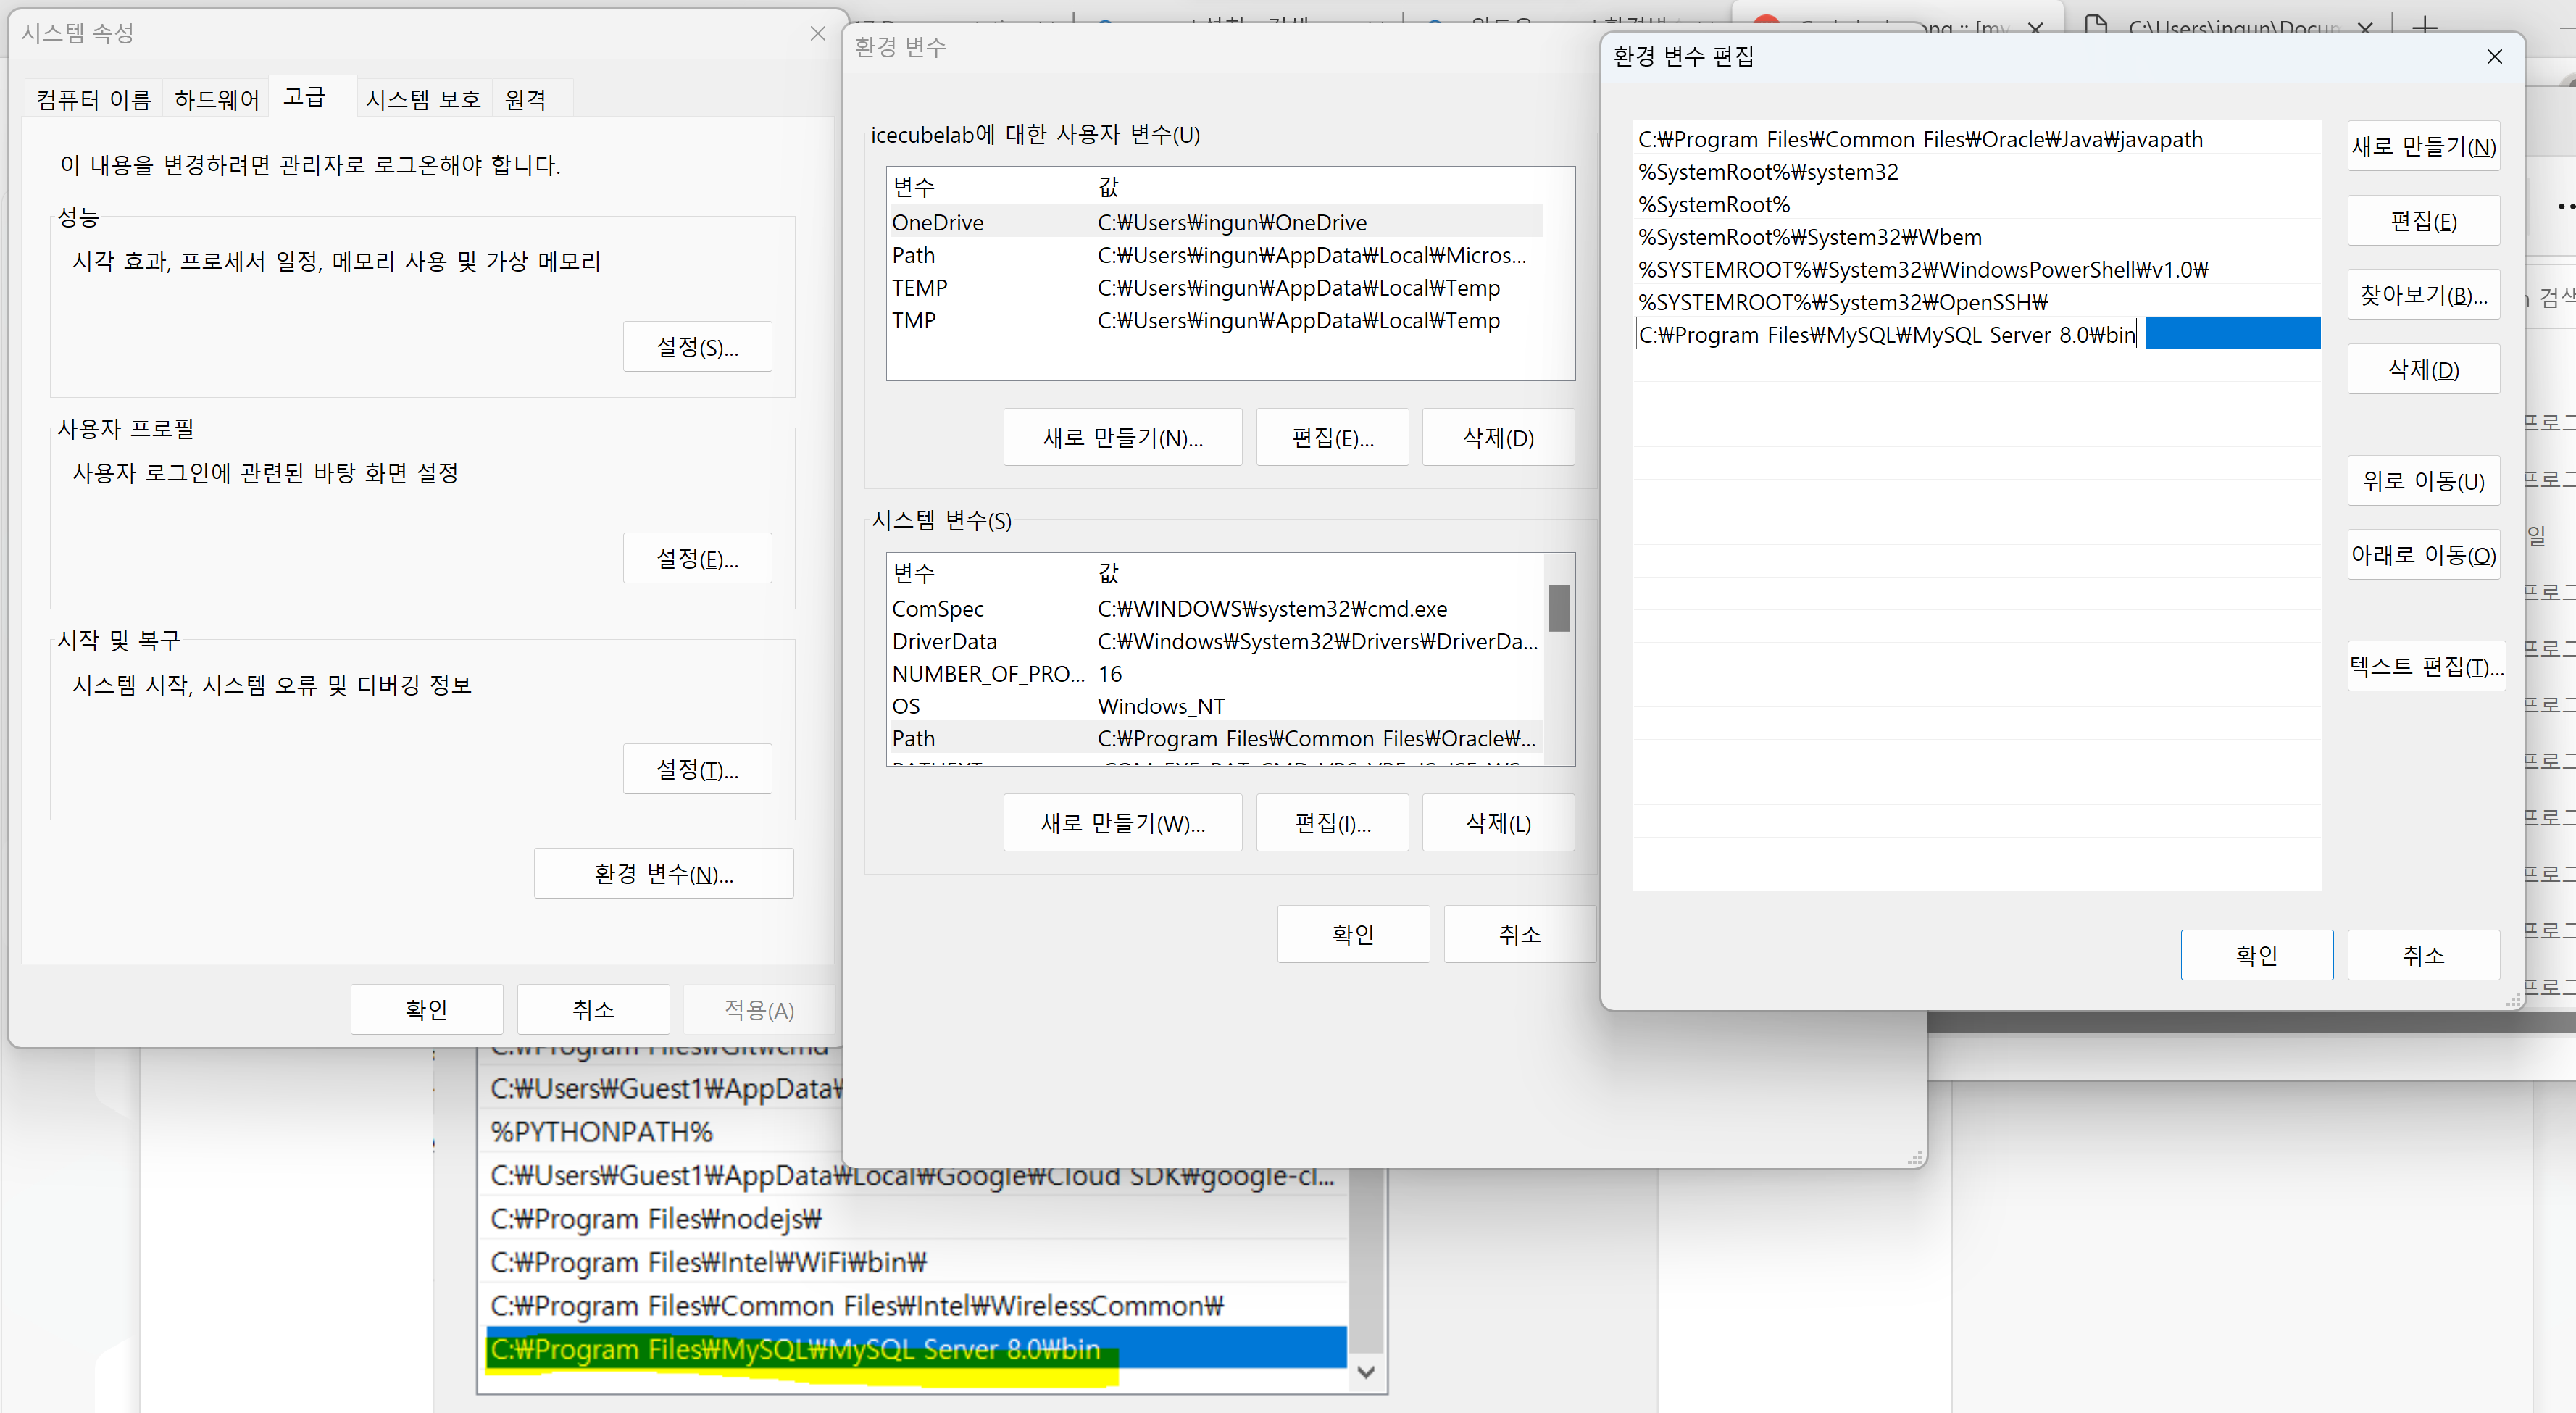 시스템 속성
컴퓨터 이름
하드웨어
고급
시스템 보호
원격
이 내용을 변경하려면 관리자로 로그온해야 합니다.
성능
시각 효과, 프로세서 일정, 메모리 사용 및 가상 메모리
설정(S)...
사용자 프로필
사용자 로그인에 관련된 바탕 화면 설정
설정(E)...
시작 및 복구
시스템 시작, 시스템 오류 및 디버깅 정보
설정(T)...
환경 변수(N)...
확인
취소
적용(A)
환경 변수
icecubelab에 대한 사용자 변수(U)
변수 값
OneDrive C:₩Users₩ingun₩OneDrive
Path C:₩Users₩ingun₩AppData₩Local₩Micros...
TEMP C:₩Users₩ingun₩AppData₩Local₩Temp
TMP C:₩Users₩ingun₩AppData₩Local₩Temp
새로 만들기(N)...
편집(E)...
삭제(D)
시스템 변수(S)
변수 값
ComSpec C:₩WINDOWS₩system32₩cmd.exe
DriverData C:₩Windows₩System32₩Drivers₩DriverDa...
NUMBER_OF_PRO... 16
OS Windows_NT
Path C:₩Program Files₩Common Files₩Oracle₩...
새로 만들기(W)...
편집(I)...
삭제(L)
확인
취소
C:\Users\ingun\Docum
환경 변수 편집
C:₩Program Files₩Common Files₩Oracle₩Java₩javapath
%SystemRoot%₩system32
%SystemRoot%
%SystemRoot%₩System32₩Wbem
%SYSTEMROOT%₩System32₩WindowsPowerShell₩v1.0₩
%SYSTEMROOT%₩System32₩OpenSSH₩
C:₩Program Files₩MySQL₩MySQL Server 8.0₩bin
새로 만들기(N)
편집(E)
찾아보기(B)...
삭제(D)
위로 이동(U)
아래로 이동(O)
텍스트 편집(T)...
확인
취소
C:₩Program Files₩Git₩cmd
C:₩Users₩Guest1₩AppData₩
%PYTHONPATH%
C:₩Users₩Guest1₩AppData₩Local₩Google₩Cloud SDK₩google-cl...
C:₩Program Files₩nodejs₩
C:₩Program Files₩Intel₩WiFi₩bin₩
C:₩Program Files₩Common Files₩Intel₩WirelessCommon₩
C:₩Program Files₩MySQL₩MySQL Server 8.0₩bin